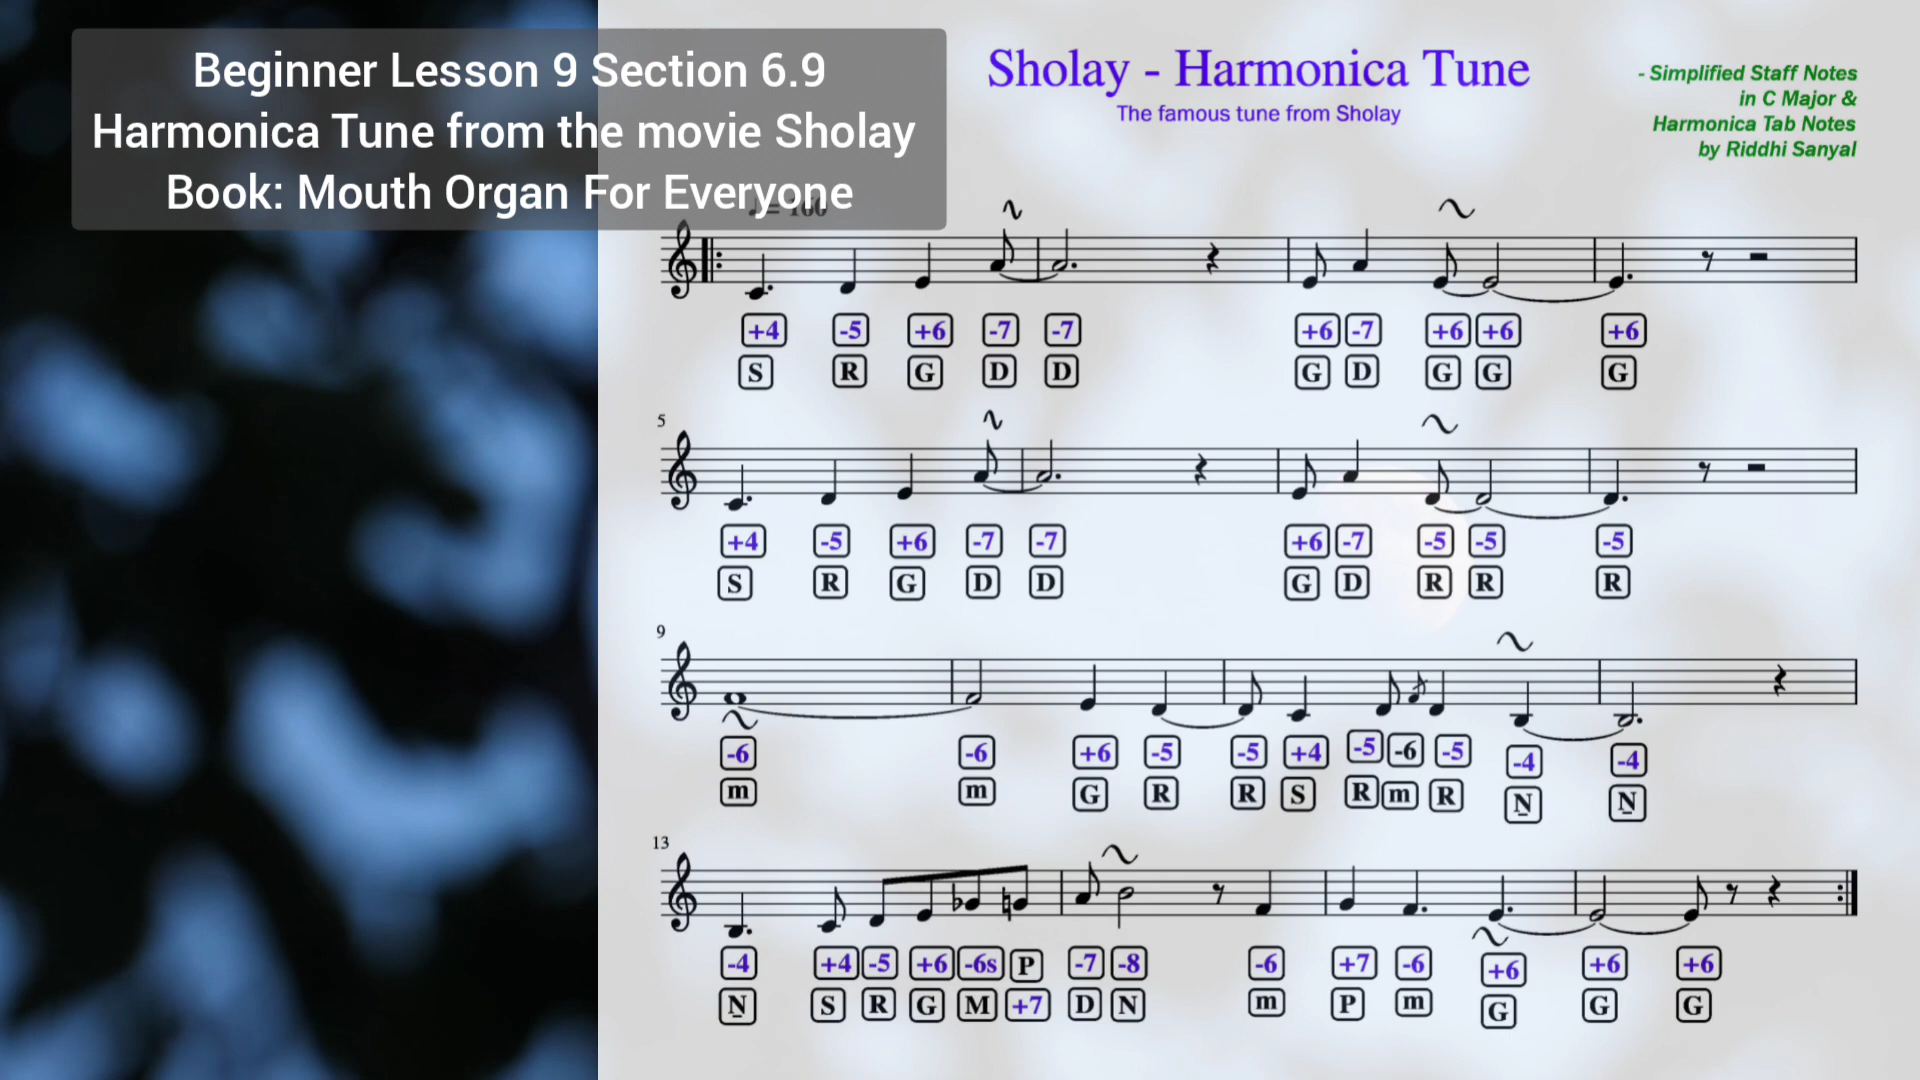 Beginner Lesson 9 Section 6.9
Harmonica Tune from the movie Sholay
Book: Mouth Organ For Everyone
Sholay - Harmonica Tune
The famous tune from Sholay
- Simplified Staff Notes
in C Major &
Harmonica Tab Notes
by Riddhi Sanyal
♩= 160
+4 -5 +6 -7 -7 +6 -7 +6 +6 +6
S R G D D G D G G G
5
+4 -5 +6 -7 -7 +6 -7 -5 -5 -5
S R G D D G D R R R
9
-6 -6 +6 -5 -5 +4 -5 -6 -5 -4 -4
m m G R R S R m R N̲ N̲
13
-4 +4 -5 +6 -6s P -7 -8 -6 +7 -6 +6 +6 +6
N̲ S R G M +7 D N m P m G G G